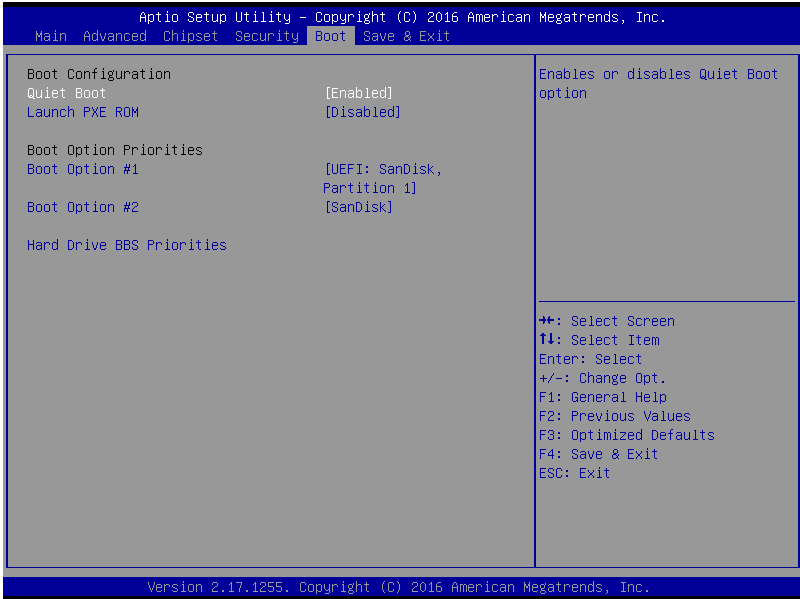 Aptio Setup Utility – Copyright (C) 2016 American Megatrends, Inc.
Main Advanced Chipset Security Boot Save & Exit
Boot Configuration
Quiet Boot [Enabled]
Launch PXE ROM [Disabled]
Boot Option Priorities
Boot Option #1 [UEFI: SanDisk,
Partition 1]
Boot Option #2 [SanDisk]
Hard Drive BBS Priorities
Enables or disables Quiet Boot
option
→←: Select Screen
↑↓: Select Item
Enter: Select
+/-: Change Opt.
F1: General Help
F2: Previous Values
F3: Optimized Defaults
F4: Save & Exit
ESC: Exit
Version 2.17.1255. Copyright (C) 2016 American Megatrends, Inc.